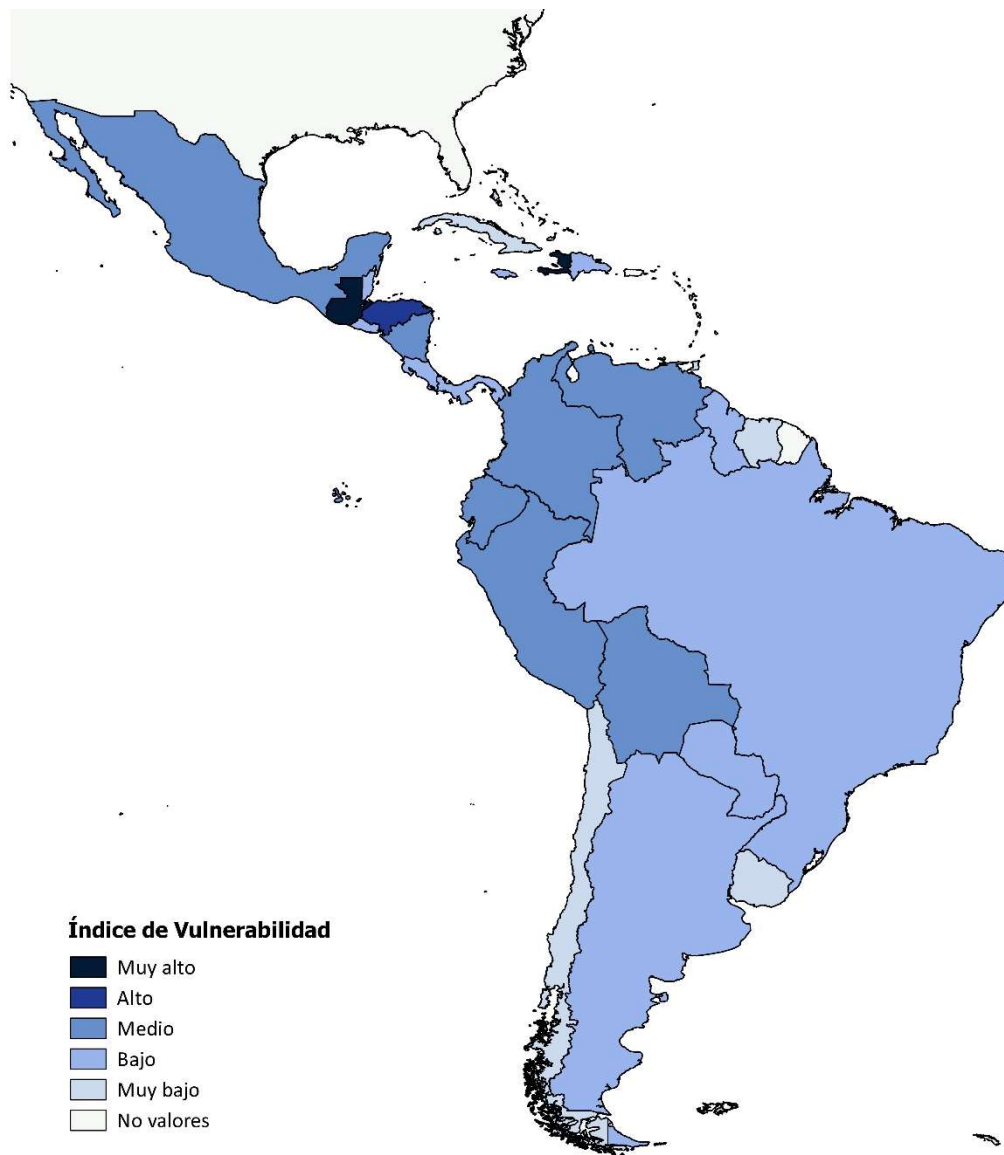 Índice de Vulnerabilidad
Muy alto
Alto
Medio
Bajo
Muy bajo
No valores